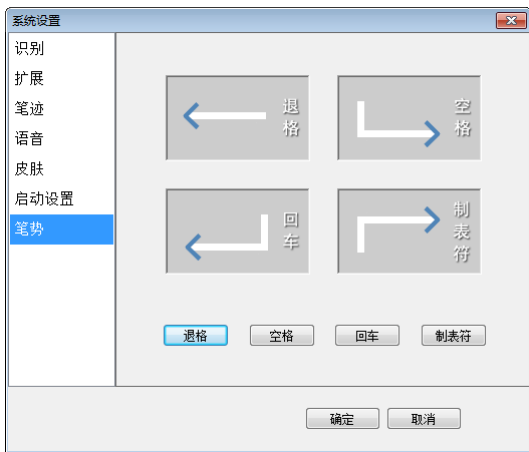 系统设置
识别
扩展
笔迹
语音
皮肤
启动设置
笔势
退格
空格
回车
制表符
退格
空格
回车
制表符
确定
取消